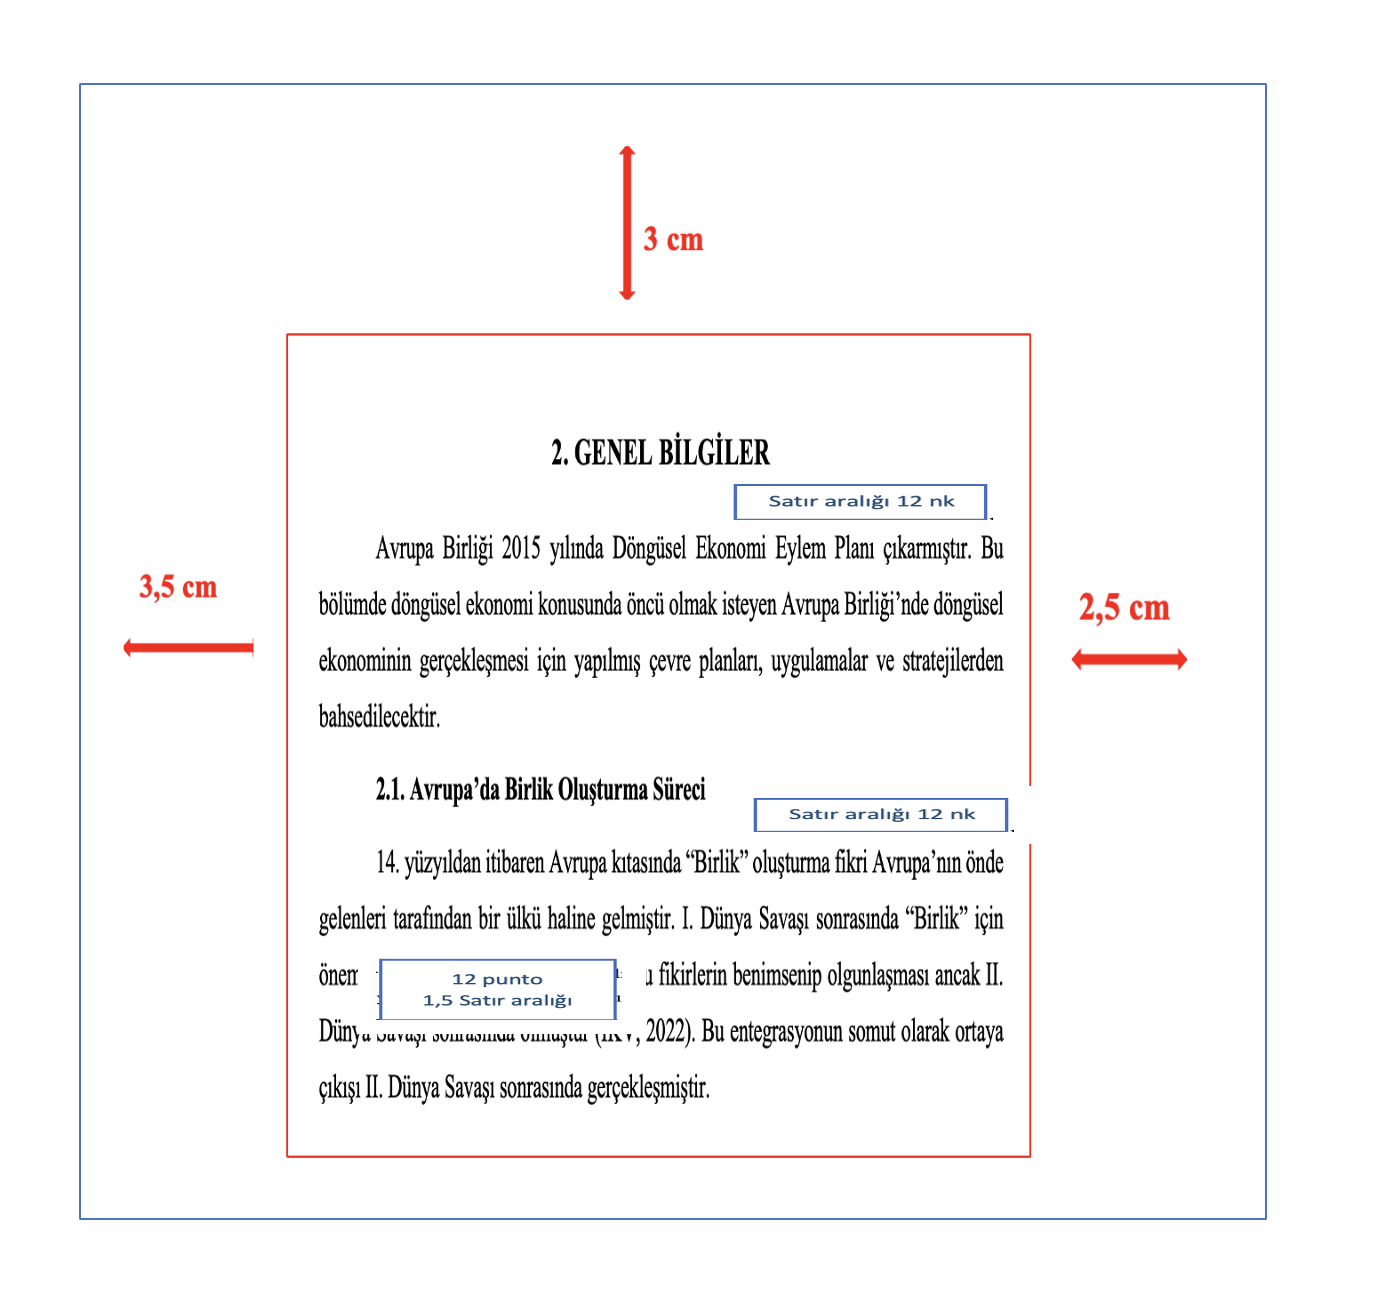 3 cm
2. GENEL BİLGİLER
Satır aralığı 12 nk
Avrupa Birliği 2015 yılında Döngüsel Ekonomi Eylem Planı çıkarmıştır. Bu
3,5 cm
bölümde döngüsel ekonomi konusunda öncü olmak isteyen Avrupa Birliği’nde döngüsel
2,5 cm
ekonominin gerçekleşmesi için yapılmış çevre planları, uygulamalar ve stratejilerden
bahsedilecektir.
2.1. Avrupa’da Birlik Oluşturma Süreci
Satır aralığı 12 nk
14. yüzyıldan itibaren Avrupa kıtasında “Birlik” oluşturma fikri Avrupa’nın önde
gelenleri tarafından bir ülkü haline gelmiştir. I. Dünya Savaşı sonrasında “Birlik” için
fikirlerin benimsenip olgunlaşması ancak II.
12 punto
1,5 Satır aralığı
Dünya Savaşı sonrasında olmuştur (İKV, 2022). Bu entegrasyonun somut olarak ortaya
çıkışı II. Dünya Savaşı sonrasında gerçekleşmiştir.